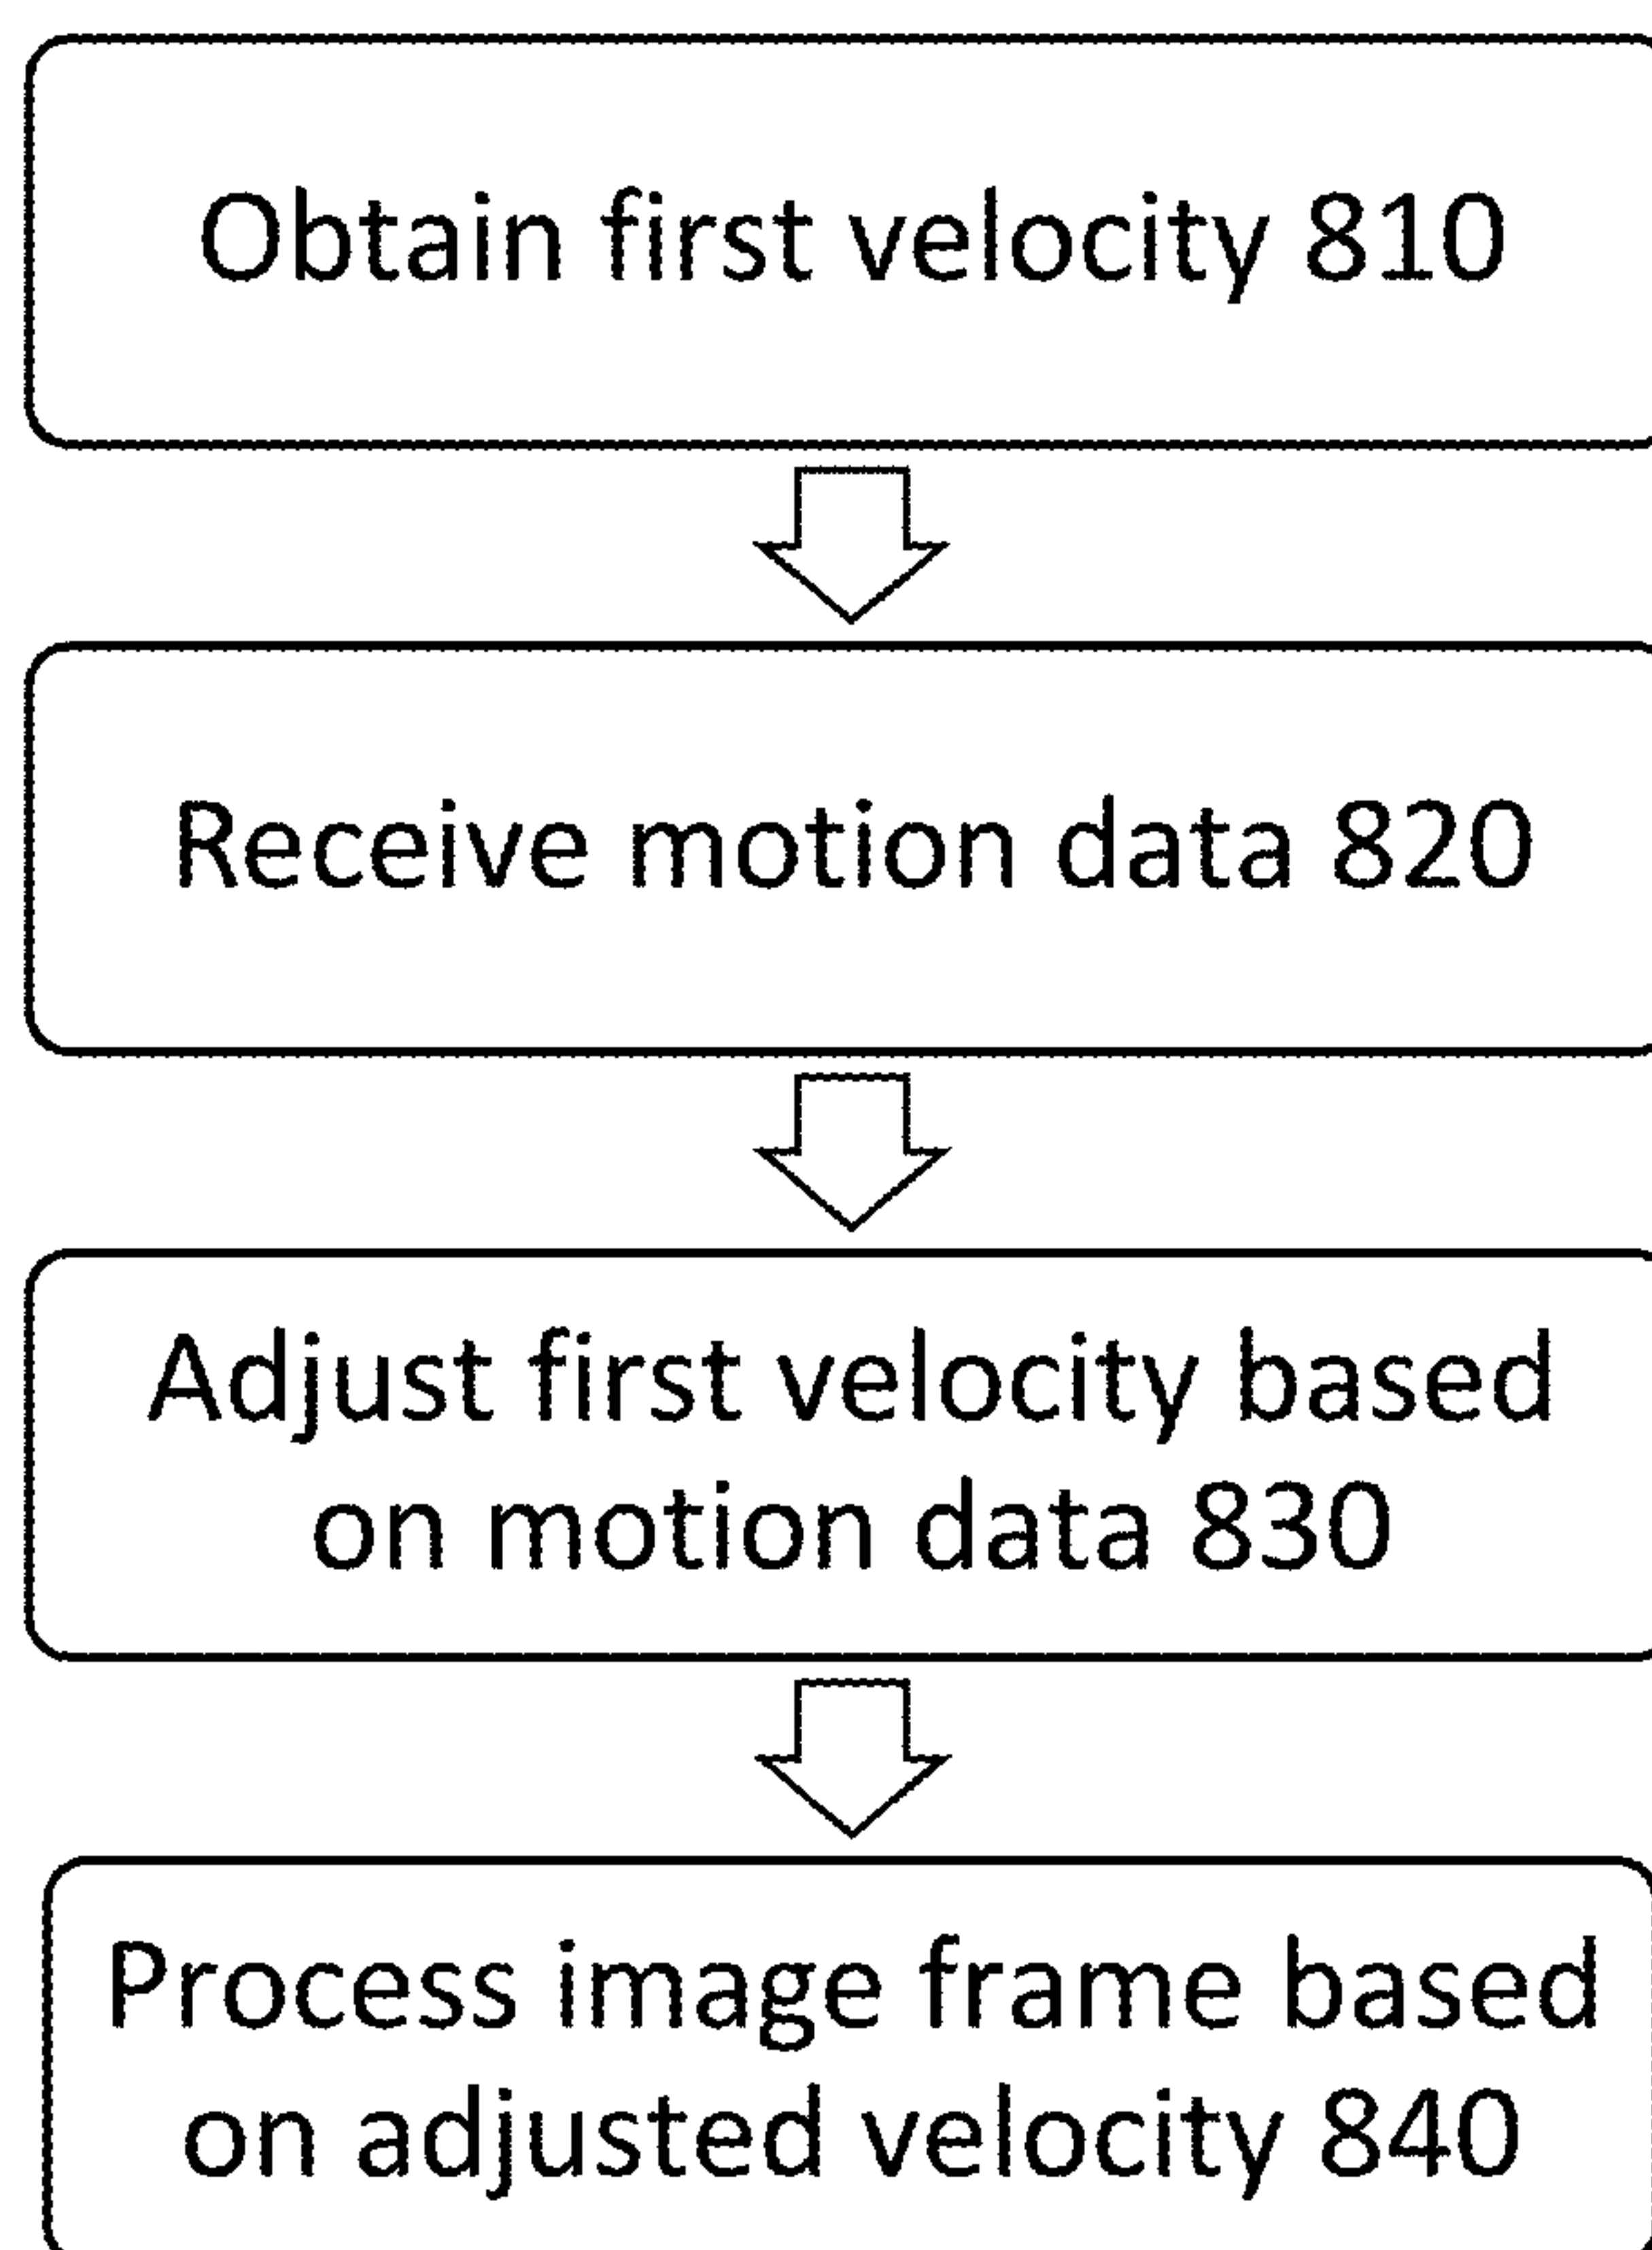 Obtain first velocity 810
Receive motion data 820
Adjust first velocity based
on motion data 830
Process image frame based
on adjusted velocity 840